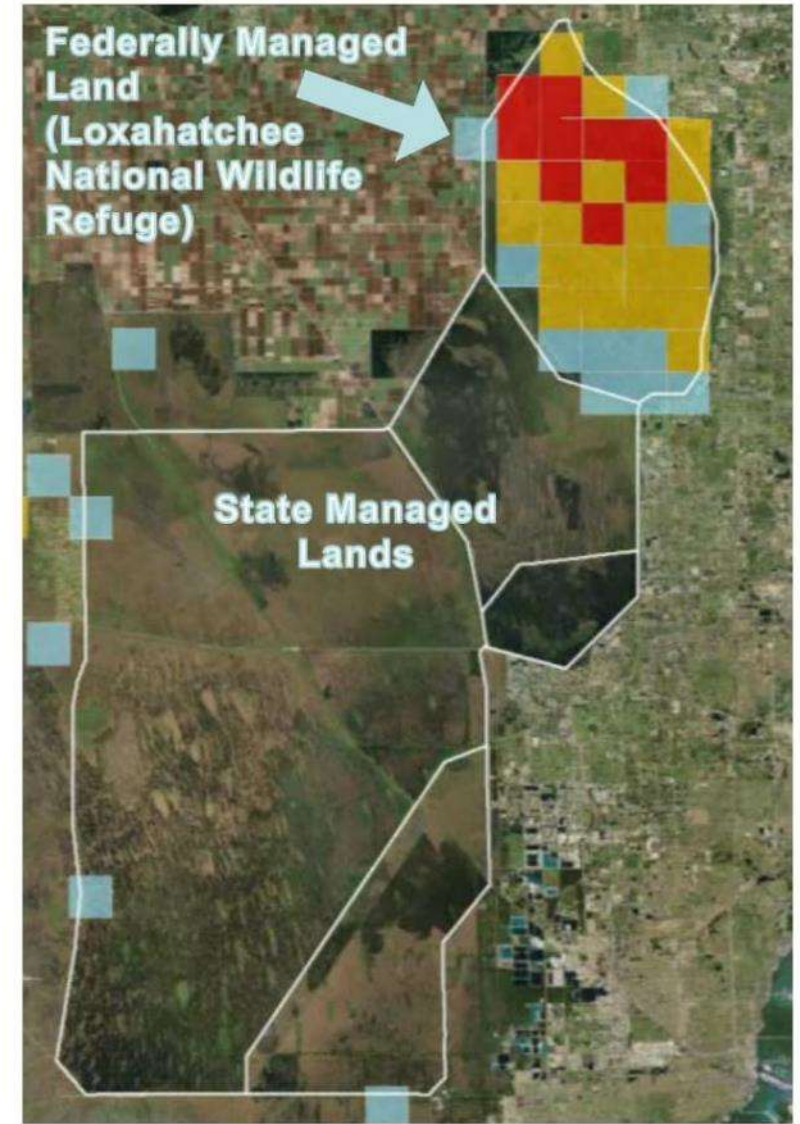 Federally Managed
Land
(Loxahatchee
National Wildlife
Refuge)
State Managed
Lands